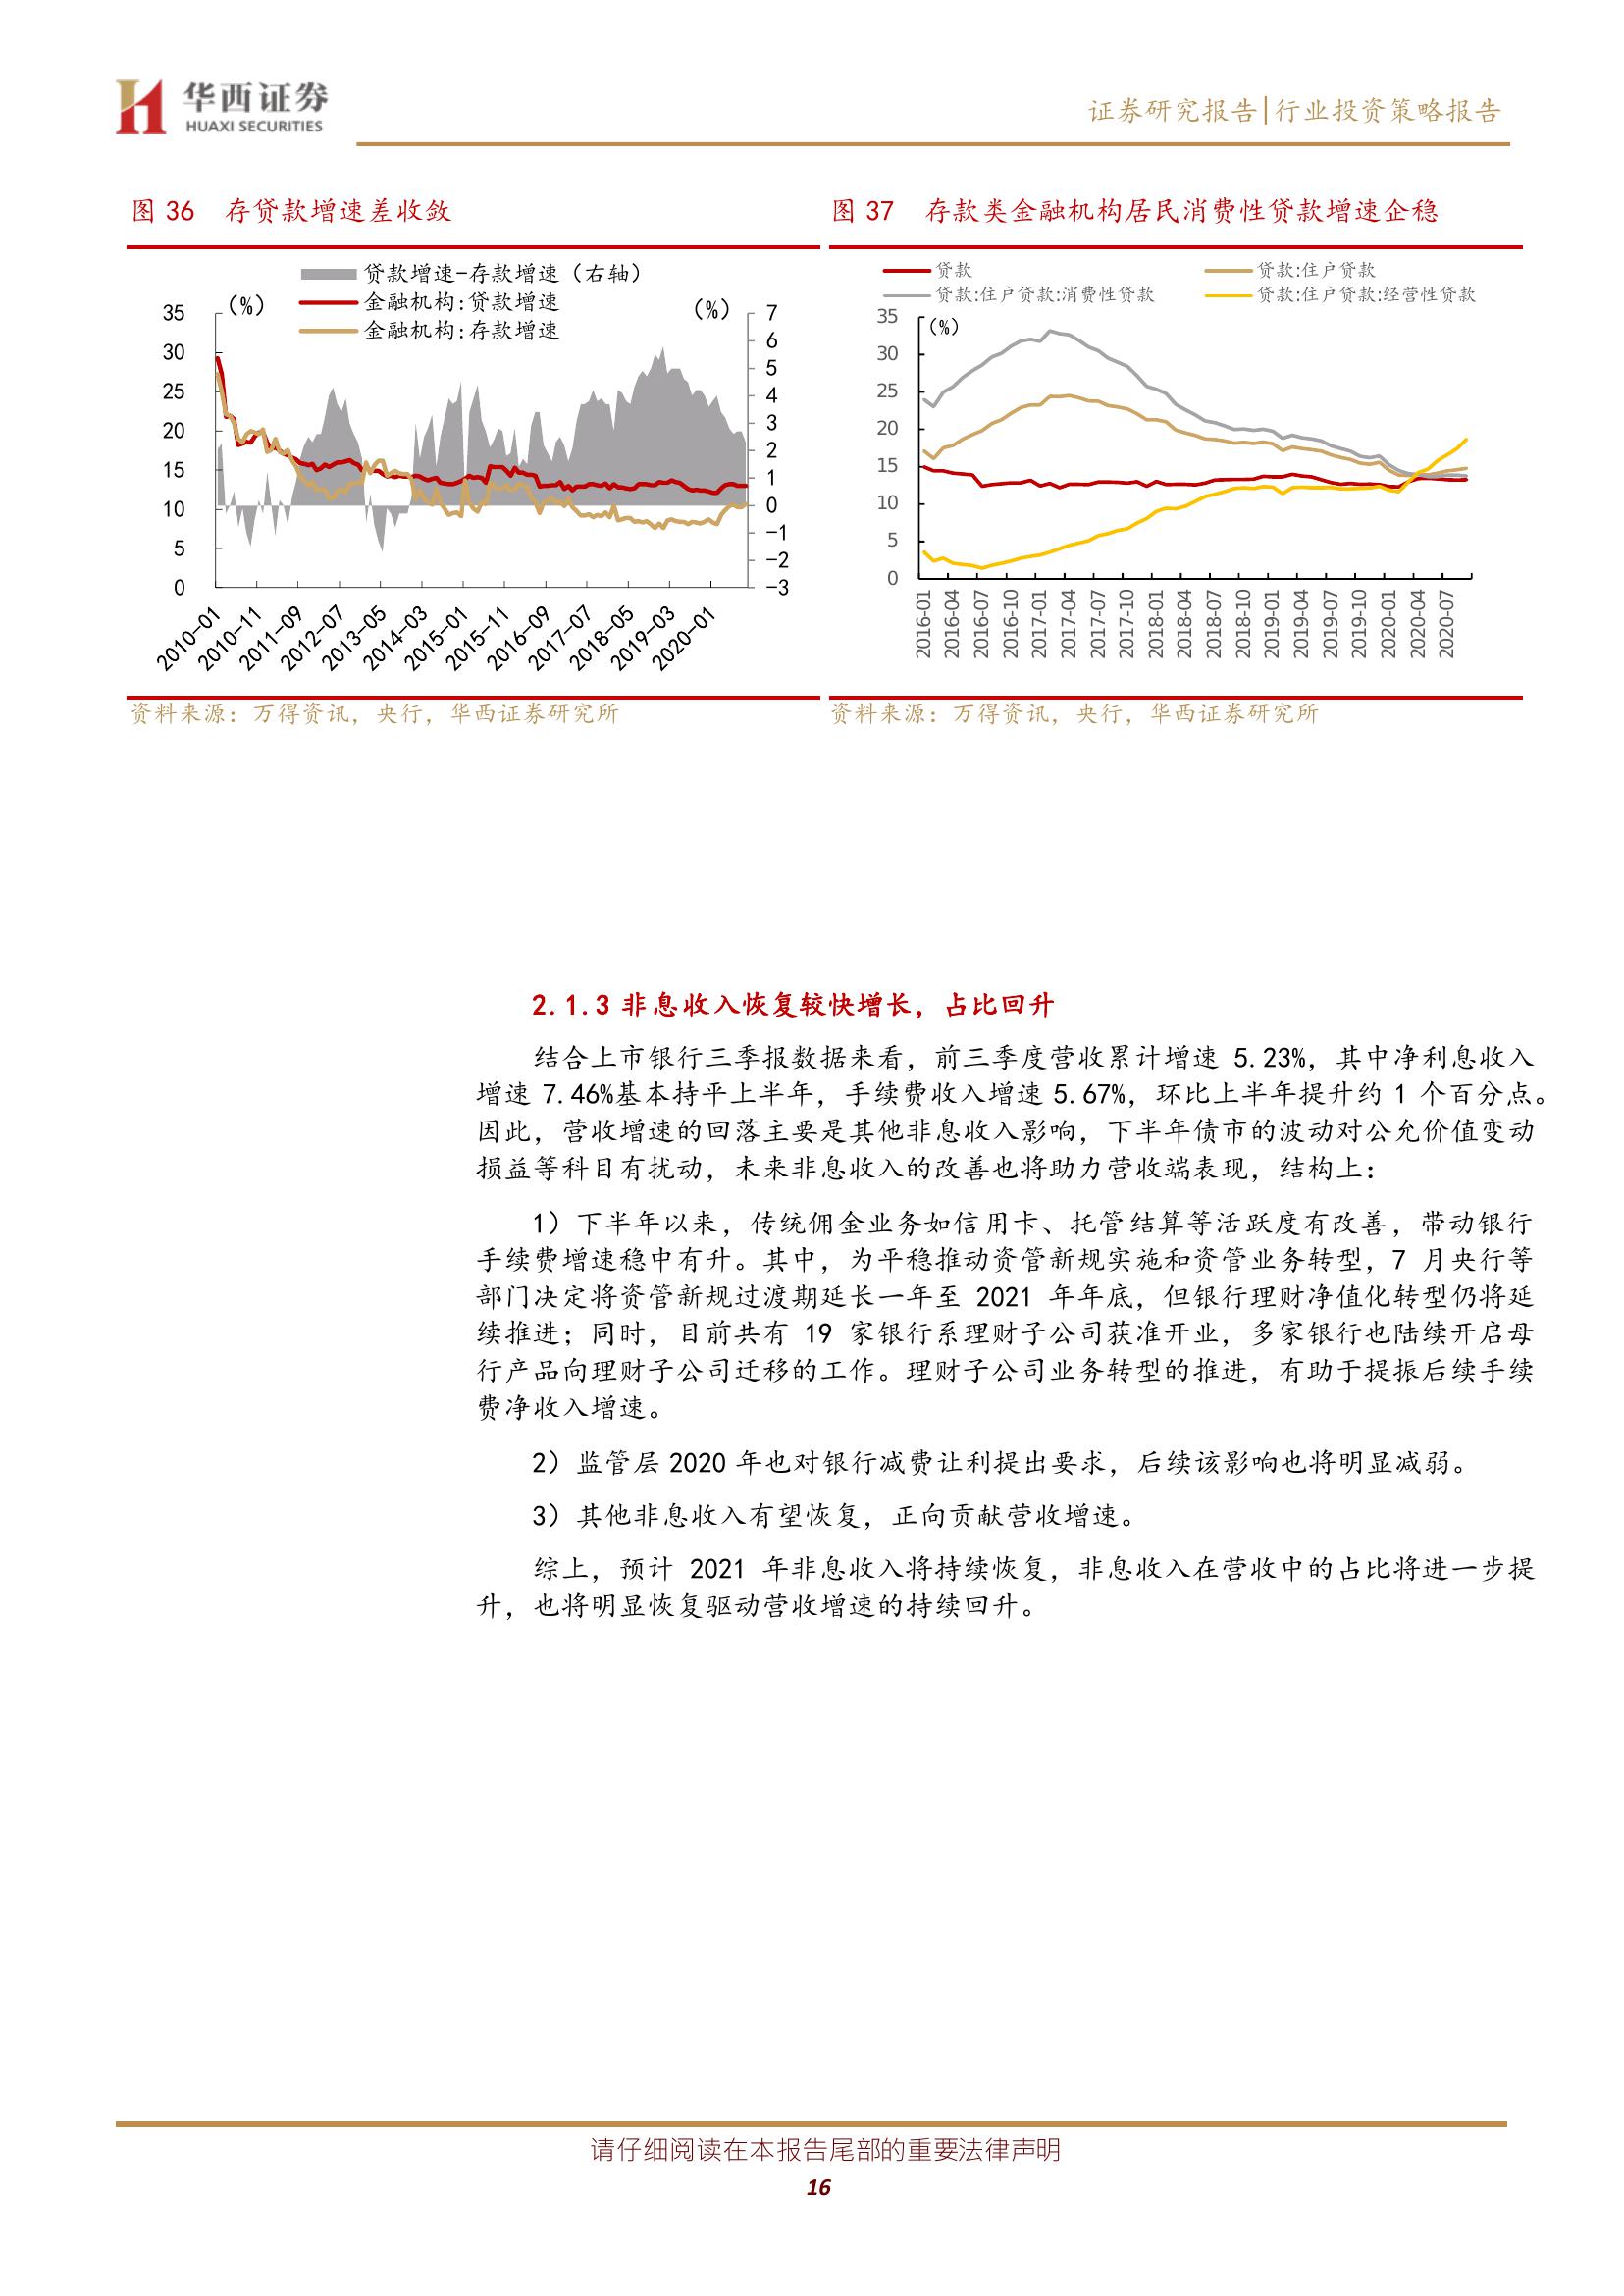 华西证券
HUAXI SECURITIES
证券研究报告|行业投资策略报告
图 36 存贷款增速差收敛
贷款增速-存款增速（右轴）
金融机构:贷款增速
金融机构:存款增速
（%）
（%）
35
30
25
20
15
10
5
0
7
6
5
4
3
2
1
0
-1
-2
-3
2010-01
2010-11
2011-09
2012-07
2013-05
2014-03
2015-01
2015-11
2016-09
2017-07
2018-05
2019-03
2020-01
资料来源：万得资讯，央行，华西证券研究所
图 37 存款类金融机构居民消费性贷款增速企稳
贷款
贷款:住户贷款
贷款:住户贷款:消费性贷款
贷款:住户贷款:经营性贷款
（%）
35
30
25
20
15
10
5
0
2016-01
2016-04
2016-07
2016-10
2017-01
2017-04
2017-07
2017-10
2018-01
2018-04
2018-07
2018-10
2019-01
2019-04
2019-07
2019-10
2020-01
2020-04
2020-07
资料来源：万得资讯，央行，华西证券研究所
2.1.3 非息收入恢复较快增长，占比回升
结合上市银行三季报数据来看，前三季度营收累计增速 5.23%，其中净利息收入
增速 7.46%基本持平上半年，手续费收入增速 5.67%，环比上半年提升约 1 个百分点。
因此，营收增速的回落主要是其他非息收入影响，下半年债市的波动对公允价值变动
损益等科目有扰动，未来非息收入的改善也将助力营收端表现，结构上：
1）下半年以来，传统佣金业务如信用卡、托管结算等活跃度有改善，带动银行
手续费增速稳中有升。其中，为平稳推动资管新规实施和资管业务转型，7 月央行等
部门决定将资管新规过渡期延长一年至 2021 年年底，但银行理财净值化转型仍将延
续推进；同时，目前共有 19 家银行系理财子公司获准开业，多家银行也陆续开启母
行产品向理财子公司迁移的工作。理财子公司业务转型的推进，有助于提振后续手续
费净收入增速。
2）监管层 2020 年也对银行减费让利提出要求，后续该影响也将明显减弱。
3）其他非息收入有望恢复，正向贡献营收增速。
综上，预计 2021 年非息收入将持续恢复，非息收入在营收中的占比将进一步提
升，也将明显恢复驱动营收增速的持续回升。
请仔细阅读在本报告尾部的重要法律声明
16